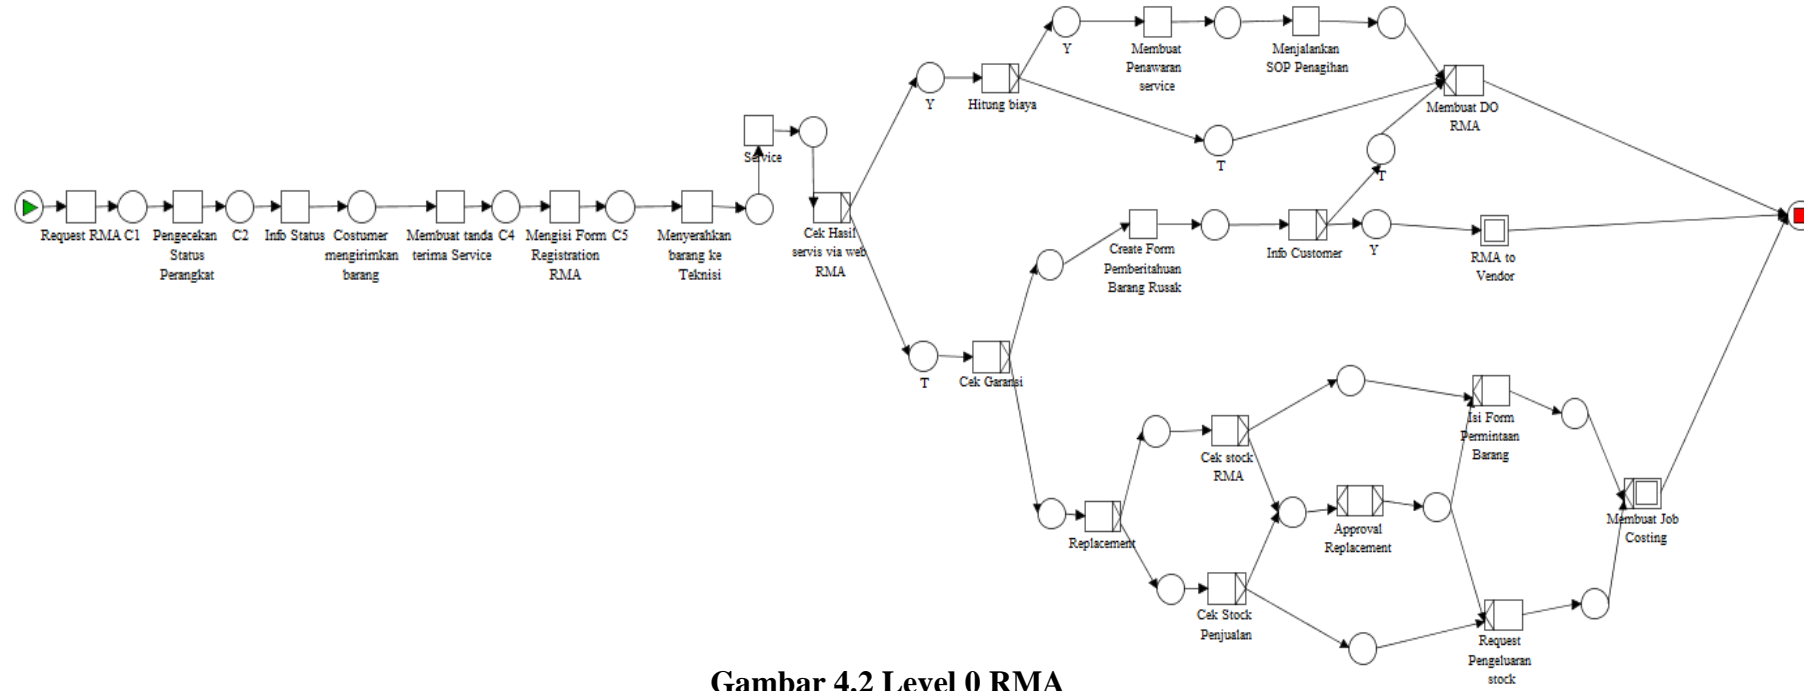 Y
Membuat
Penawaran
service
Menjalankan
SOP Penagihan
Y
Hitung biaya
Membuat DO
RMA
T
T
Service
Request RMA
C1
Pengecekan
Status
Perangkat
C2
Info Status
Costumer
mengirimkan
barang
Membuat tanda
terima Service
C4
Mengisi Form
Registration
RMA
C5
Menyerahkan
barang ke
Teknisi
Cek Hasil
servis via web
RMA
Create Form
Pemberitahuan
Barang Rusak
Info Customer
Y
RMA to
Vendor
T
Cek Garansi
Isi Form
Permintaan
Barang
Cek stock
RMA
Replacement
Approval
Replacement
Membuat Job
Costing
Cek Stock
Penjualan
Request
Pengeluaran
stock
Gambar 4.2 Level 0 RMA